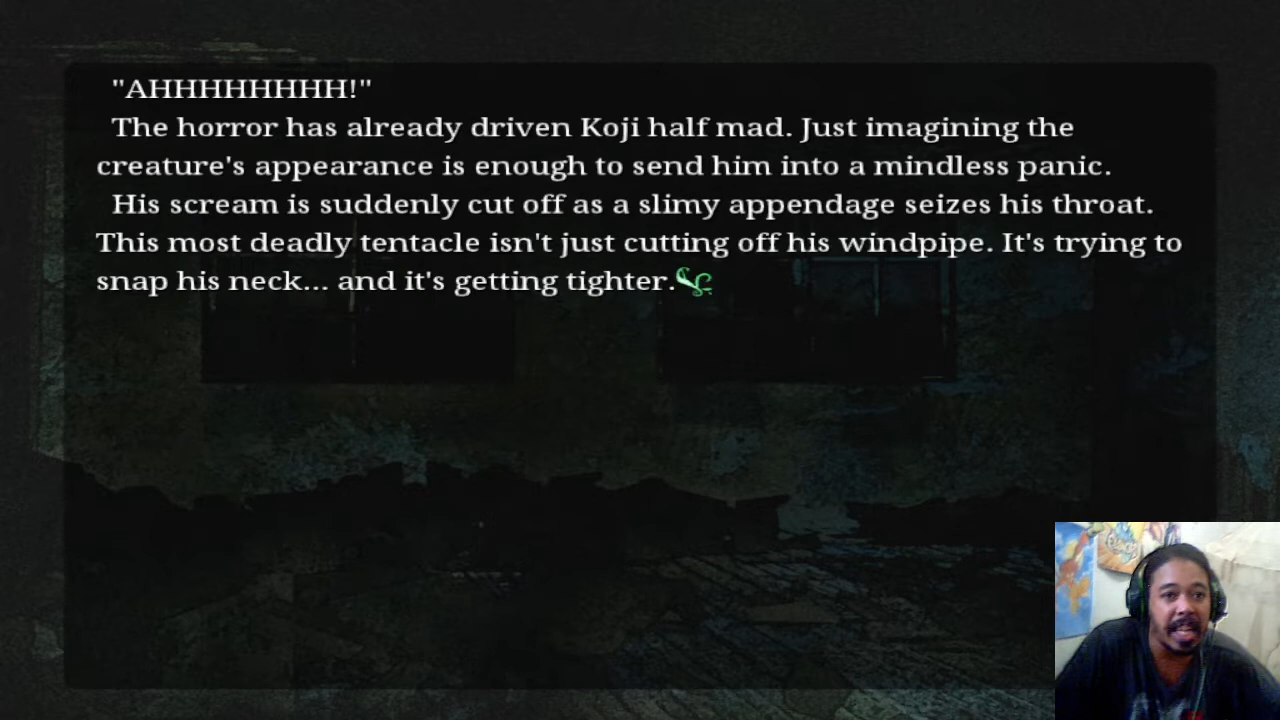 "AHHHHHHHH!"
The horror has already driven Koji half mad. Just imagining the
creature's appearance is enough to send him into a mindless panic.
His scream is suddenly cut off as a slimy appendage seizes his throat.
This most deadly tentacle isn't just cutting off his windpipe. It's trying to
snap his neck... and it's getting tighter.